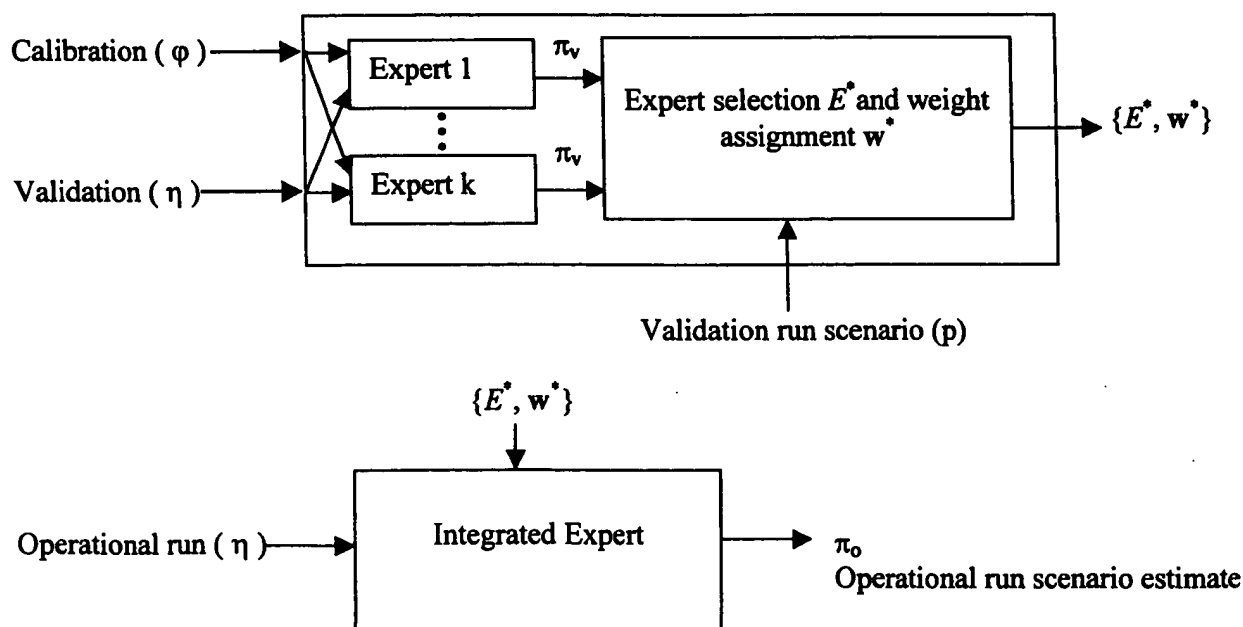 Calibration ( φ )
Expert 1
π_v
Expert selection E* and weight
assignment w*
{E*, w*}
Validation ( η )
Expert k
π_v
Validation run scenario (p)
{E*, w*}
Operational run ( η )
Integrated Expert
π_o
Operational run scenario estimate